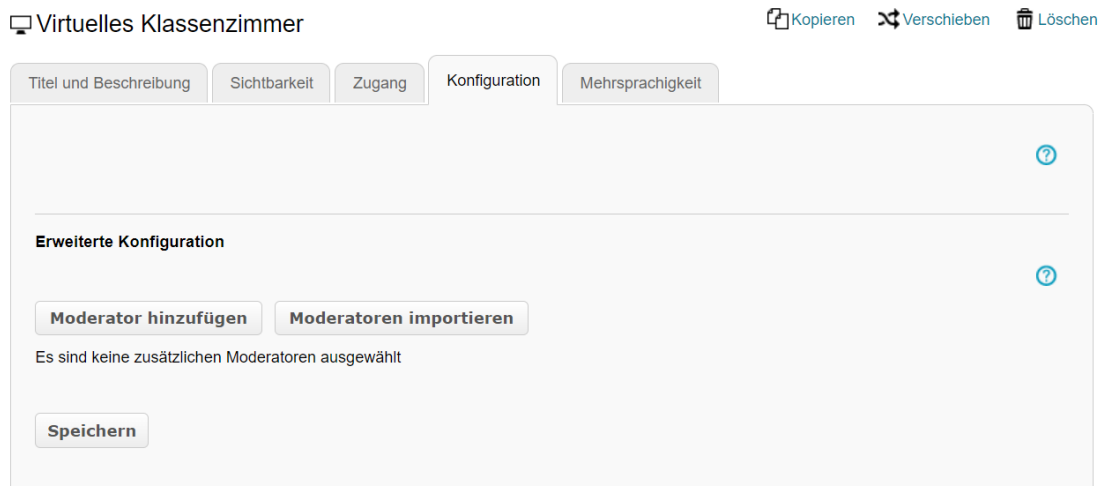 Virtuelles Klassenzimmer
Kopieren Verschieben Löschen
Titel und Beschreibung Sichtbarkeit Zugang Konfiguration Mehrsprachigkeit
?
Erweiterte Konfiguration
?
Moderator hinzufügen Moderatoren importieren
Es sind keine zusätzlichen Moderatoren ausgewählt
Speichern